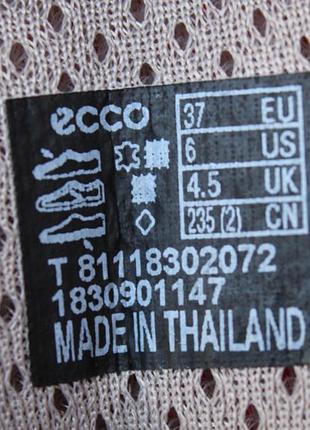 ecco
37 EU
6 US
4.5 UK
235 (2) CN
T 81118302072
1830901147
MADE IN THAILAND